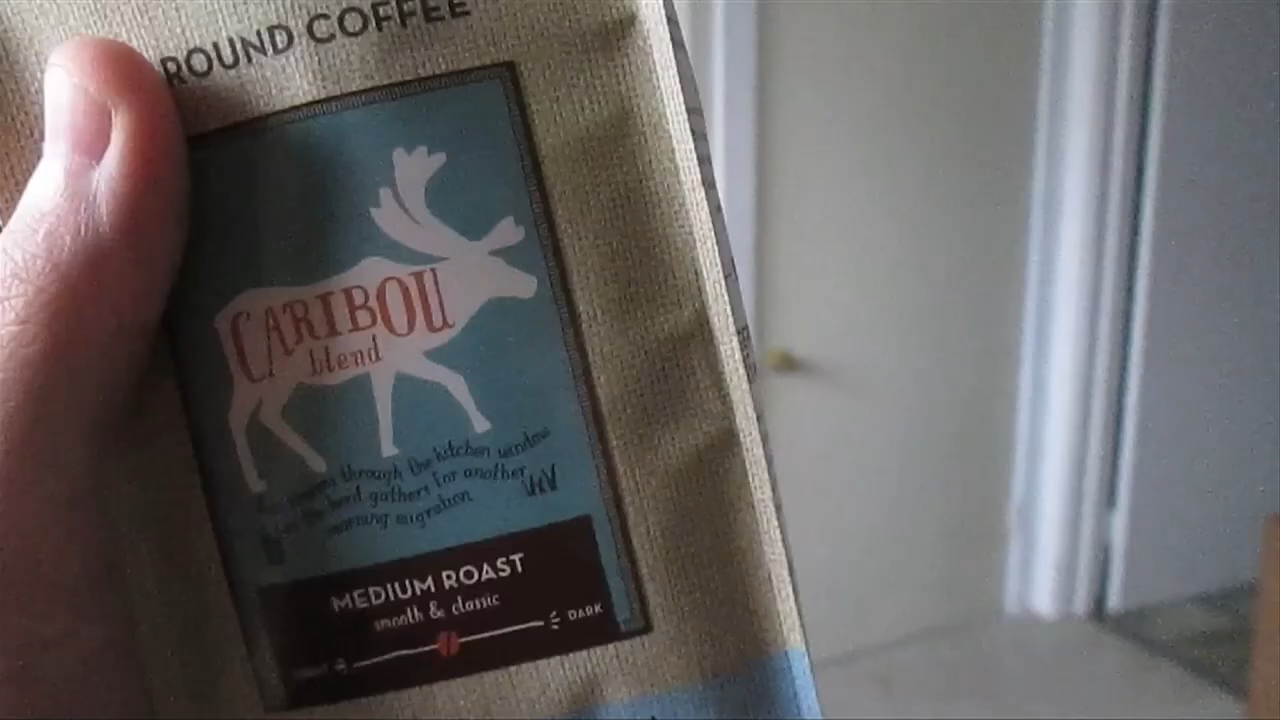 ROUND COFFEE
CARIBOU
blend
through the kitchen window
the herd gathers for another
morning migration
MEDIUM ROAST
smooth & classic
DARK